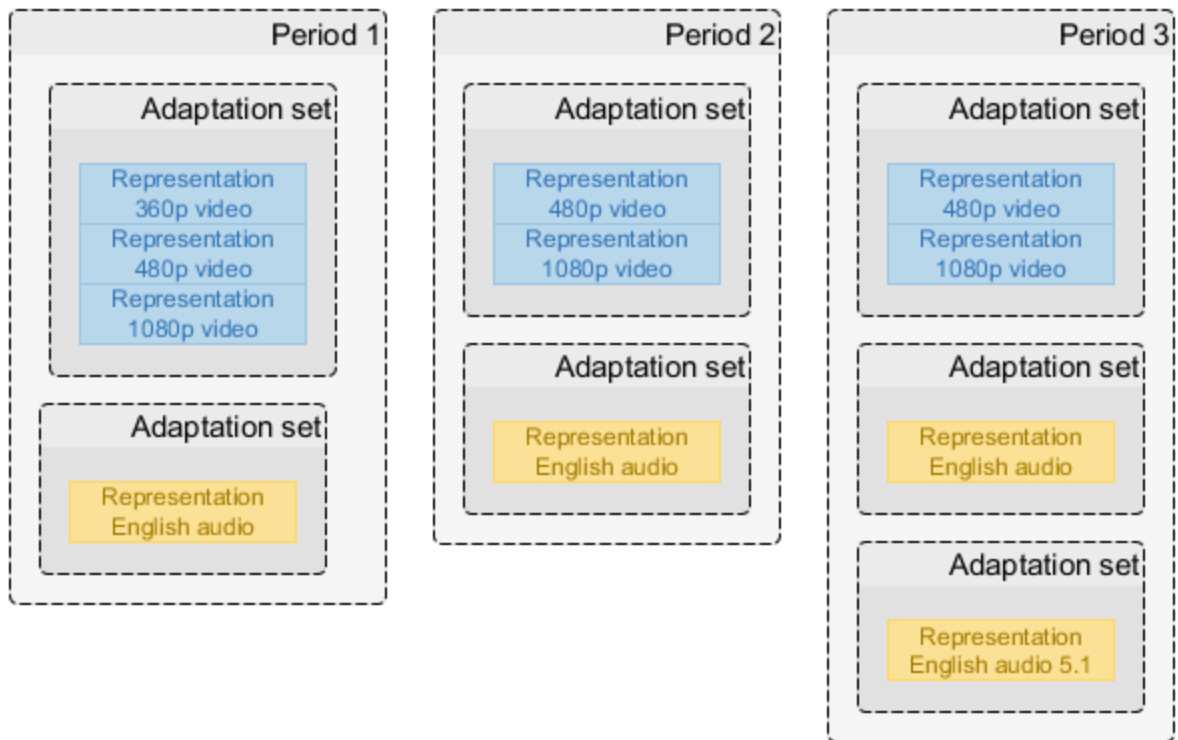 Period 1
Adaptation set
Representation
360p video
Representation
480p video
Representation
1080p video
Adaptation set
Representation
English audio
Period 2
Adaptation set
Representation
480p video
Representation
1080p video
Adaptation set
Representation
English audio
Period 3
Adaptation set
Representation
480p video
Representation
1080p video
Adaptation set
Representation
English audio
Adaptation set
Representation
English audio 5.1